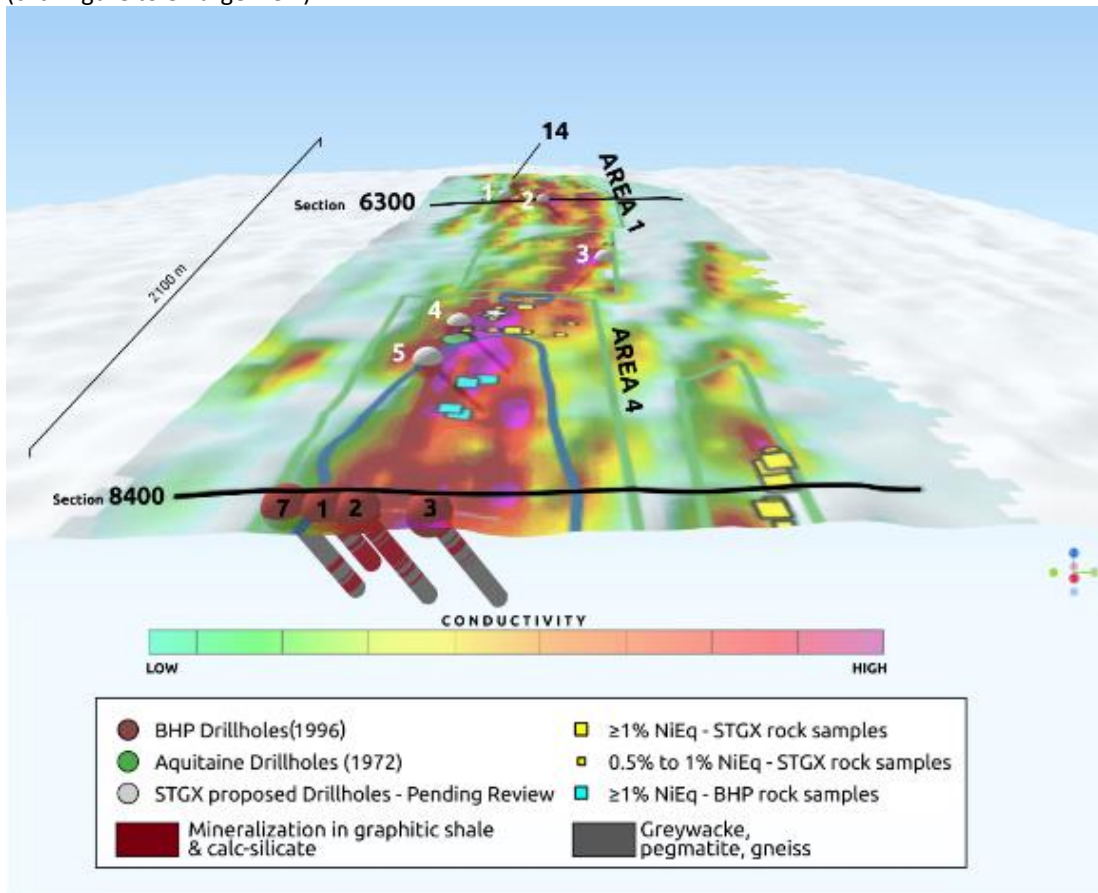 14
AREA 1
1
2
Section 6300
3
2100 m
4
5
AREA 4
Section 8400
7 1 2 3
CONDUCTIVITY
LOW HIGH
BHP Drillholes(1996)
Aquitaine Drillholes (1972)
STGX proposed Drillholes - Pending Review
Mineralization in graphitic shale
& calc-silicate
≥1% NiEq - STGX rock samples
0.5% to 1% NiEq - STGX rock samples
≥1% NiEq - BHP rock samples
Greywacke,
pegmatite, gneiss